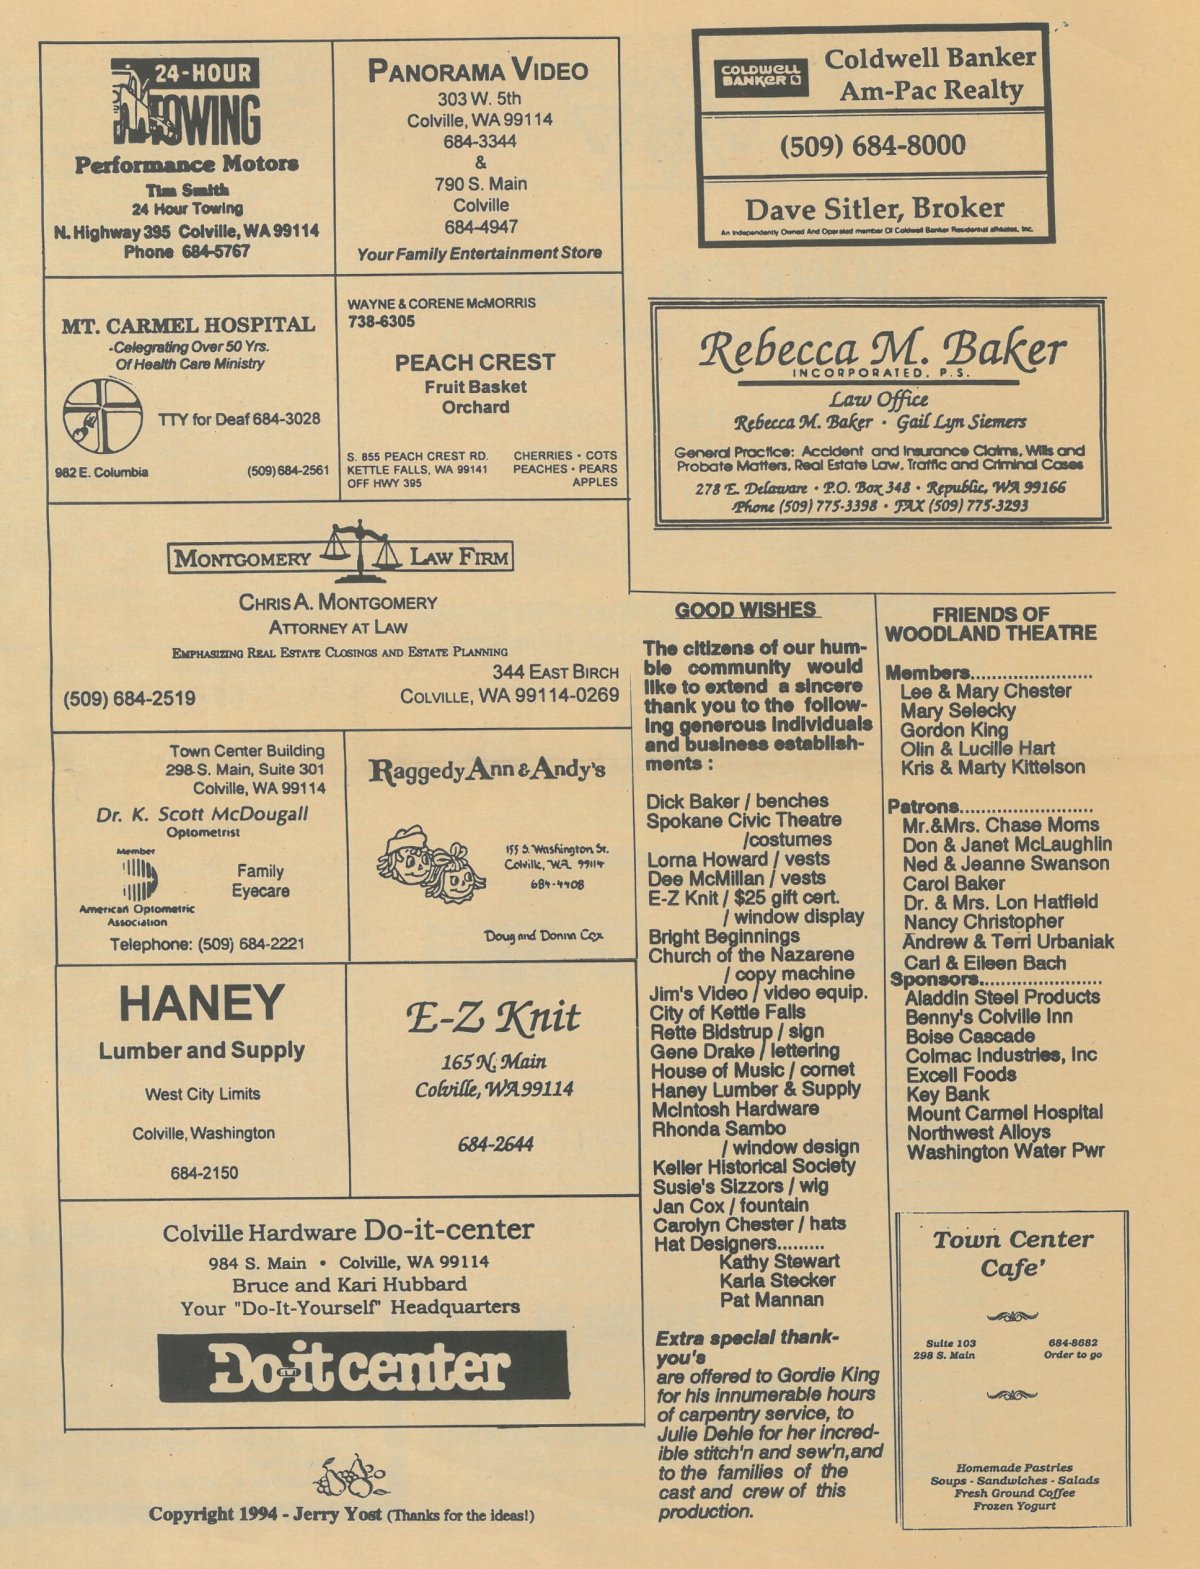 24-HOUR
TOWING
Performance Motors
Tim Smith
24 Hour Towing
N. Highway 395 Colville, WA 99114
Phone 684-5767
PANORAMA VIDEO
303 W. 5th
Colville, WA 99114
684-3344
&
790 S. Main
Colville
684-4947
Your Family Entertainment Store
COLDWELL
BANKER
Coldwell Banker
Am-Pac Realty
(509) 684-8000
Dave Sitler, Broker
An Independently Owned And Operated member Of Coldwell Banker Residential affeates, Inc.
MT. CARMEL HOSPITAL
-Celegrating Over 50 Yrs.
Of Health Care Ministry
TTY for Deaf 684-3028
982 E. Columbia (509) 684-2561
WAYNE & CORENE McMORRIS
738-6305
PEACH CREST
Fruit Basket
Orchard
S. 855 PEACH CREST RD.
KETTLE FALLS, WA 99141
OFF HWY 395
CHERRIES • COTS
PEACHES • PEARS
APPLES
Rebecca M. Baker
INCORPORATED, P.S.
Law Office
Rebecca M. Baker • Gail Lyn Siemers
General Practice: Accident and Insurance Claims, Wills and
Probate Matters, Real Estate Law, Traffic and Criminal Cases
278 E. Delaware • P.O. Box 348 • Republic, WA 99166
Phone (509) 775-3398 • FAX (509) 775-3293
MONTGOMERY LAW FIRM
CHRIS A. MONTGOMERY
ATTORNEY AT LAW
EMPHASIZING REAL ESTATE CLOSINGS AND ESTATE PLANNING
344 EAST BIRCH
(509) 684-2519 COLVILLE, WA 99114-0269
Town Center Building
298 S. Main, Suite 301
Colville, WA 99114
Dr. K. Scott McDougall
Optometrist
Member
American Optometric
Association
Family
Eyecare
Telephone: (509) 684-2221
Raggedy Ann & Andy's
155 S. Washington St.
Colville, WA. 99114
684-4408
Doug and Donna Cox
HANEY
Lumber and Supply
West City Limits
Colville, Washington
684-2150
E-Z Knit
165 N. Main
Colville, WA 99114
684-2644
Colville Hardware Do-it-center
984 S. Main • Colville, WA 99114
Bruce and Kari Hubbard
Your "Do-It-Yourself" Headquarters
Do-it center
Copyright 1994 - Jerry Yost (Thanks for the ideas!)
GOOD WISHES
The citizens of our hum-
ble community would
like to extend a sincere
thank you to the follow-
ing generous individuals
and business establish-
ments :
Dick Baker / benches
Spokane Civic Theatre
/costumes
Lorna Howard / vests
Dee McMillan / vests
E-Z Knit / $25 gift cert.
/ window display
Bright Beginnings
Church of the Nazarene
/ copy machine
Jim's Video / video equip.
City of Kettle Falls
Rette Bidstrup / sign
Gene Drake / lettering
House of Music / cornet
Haney Lumber & Supply
McIntosh Hardware
Rhonda Sambo
/ window design
Keller Historical Society
Susie's Sizzors / wig
Jan Cox / fountain
Carolyn Chester / hats
Hat Designers.........
Kathy Stewart
Karla Stecker
Pat Mannan
Extra special thank-
you's
are offered to Gordie King
for his innumerable hours
of carpentry service, to
Julie Dehle for her incred-
ible stitch'n and sew'n,and
to the families of the
cast and crew of this
production.
FRIENDS OF
WOODLAND THEATRE
Members........................
Lee & Mary Chester
Mary Selecky
Gordon King
Olin & Lucille Hart
Kris & Marty Kittelson
Patrons..........................
Mr.&Mrs. Chase Moms
Don & Janet McLaughlin
Ned & Jeanne Swanson
Carol Baker
Dr. & Mrs. Lon Hatfield
Nancy Christopher
Andrew & Terri Urbaniak
Carl & Eileen Bach
Sponsors........................
Aladdin Steel Products
Benny's Colville Inn
Boise Cascade
Colmac Industries, Inc
Excell Foods
Key Bank
Mount Carmel Hospital
Northwest Alloys
Washington Water Pwr
Town Center
Cafe'
Suite 103
298 S. Main
684-8682
Order to go
Homemade Pastries
Soups - Sandwiches - Salads
Fresh Ground Coffee
Frozen Yogurt